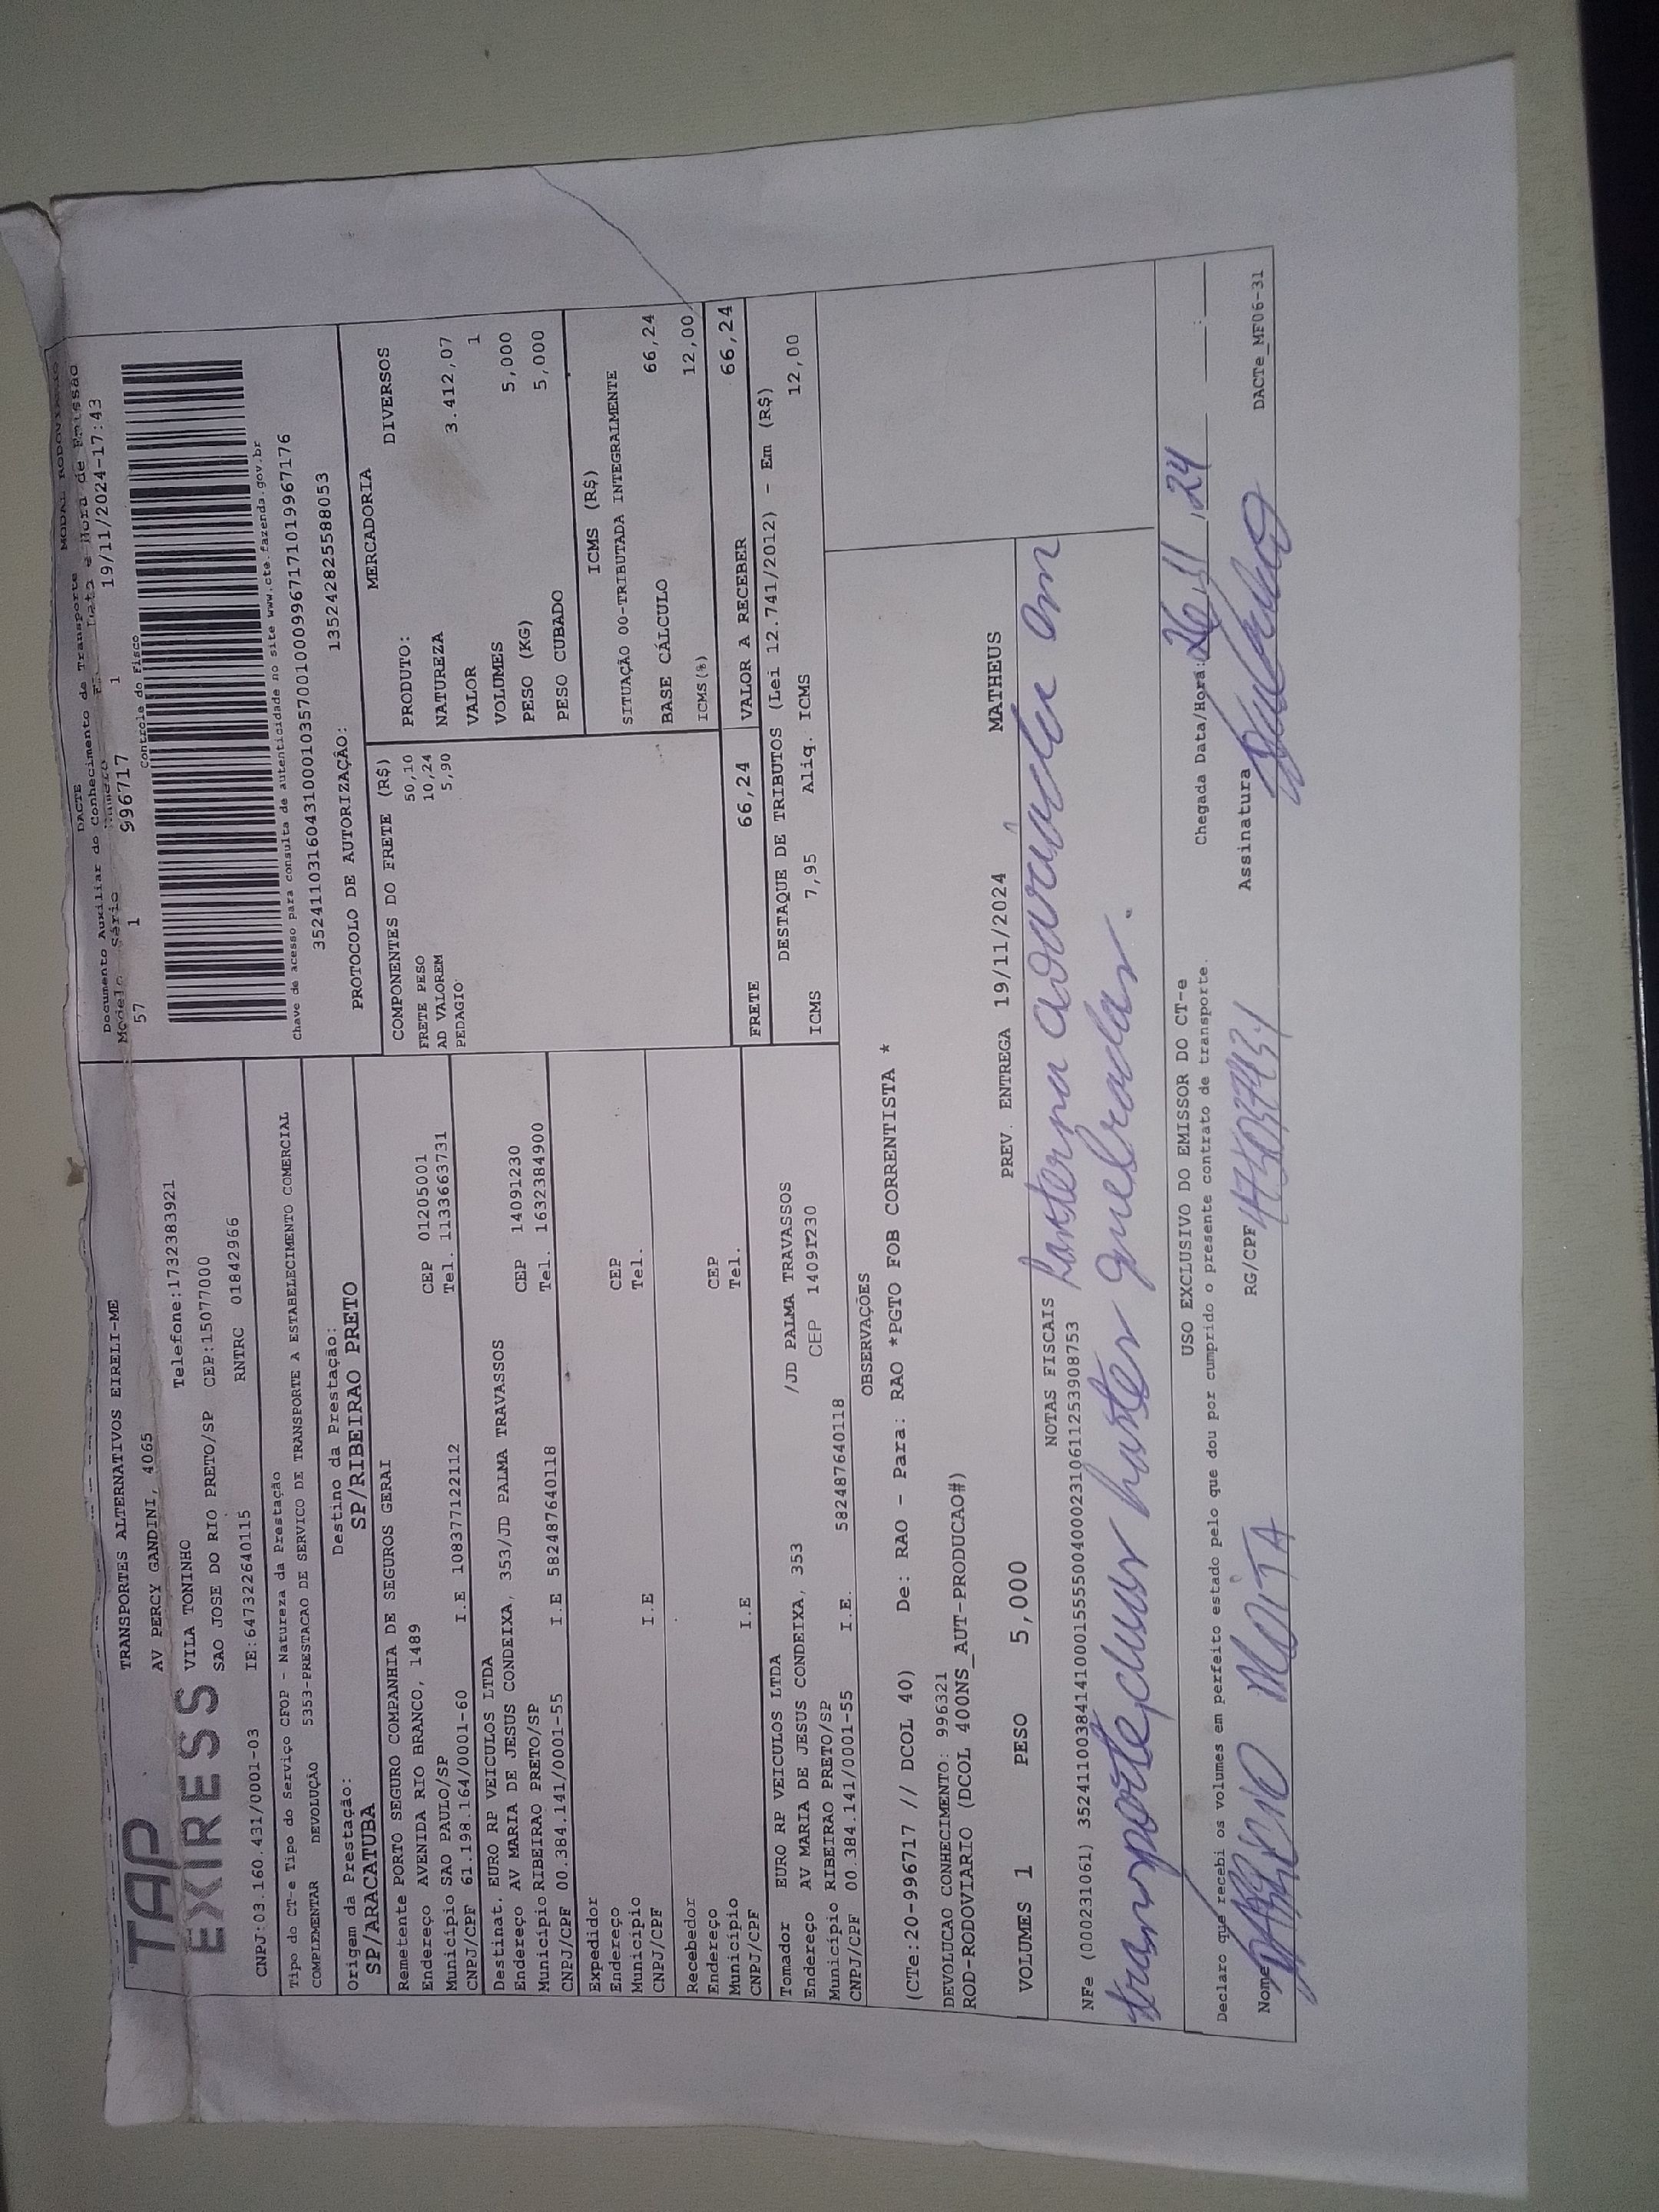 TAP
EXIRESS
TRANSPORTES ALTERNATIVOS EIRELI-ME
AV PERCY GANDINI, 4065
VILA TONINHO Telefone:1732383921
SAO JOSE DO RIO PRETO/SP CEP:15077000
CNPJ:03.160.431/0001-03 IE:647322640115 RNTRC 01842966
MODAL RODOVIARIO
DACTE
Documento Auxiliar do Conhecimento de Transporte
Modelo Série Número Fl. Data e Hora de Emissão
57 1 996717 1 19/11/2024-17:43
Controle do Fisco
Chave de acesso para consulta de autenticidade no site www.cte.fazenda.gov.br
35241103160431000103570010009967171019967176
PROTOCOLO DE AUTORIZAÇÃO: 135242825588053
Tipo do CT-e Tipo do Serviço CFOP - Natureza da Prestação
COMPLEMENTAR DEVOLUÇÃO 5353-PRESTACAO DE SERVICO DE TRANSPORTE A ESTABELECIMENTO COMERCIAL
Origem da Prestação: Destino da Prestação:
SP/ARACATUBA SP/RIBEIRAO PRETO
Remetente PORTO SEGURO COMPANHIA DE SEGUROS GERAI
Endereço AVENIDA RIO BRANCO, 1489 CEP 01205001
Município SAO PAULO/SP Tel. 1133663731
CNPJ/CPF 61.198.164/0001-60 I.E 108377122112
Destinat. EURO RP VEICULOS LTDA
Endereço AV MARIA DE JESUS CONDEIXA, 353/JD PALMA TRAVASSOS CEP 14091230
Município RIBEIRAO PRETO/SP Tel. 1632384900
CNPJ/CPF 00.384.141/0001-55 I.E 582487640118
Expedidor
Endereço CEP
Município Tel.
CNPJ/CPF I.E
Recebedor
Endereço CEP
Município Tel.
CNPJ/CPF I.E
Tomador EURO RP VEICULOS LTDA
Endereço AV MARIA DE JESUS CONDEIXA, 353 /JD PALMA TRAVASSOS
Município RIBEIRAO PRETO/SP CEP 14091230
CNPJ/CPF 00.384.141/0001-55 I.E. 582487640118
COMPONENTES DO FRETE (R$)
FRETE PESO 50,10
AD VALOREM 10,24
PEDAGIO 5,90
MERCADORIA
PRODUTO: DIVERSOS
NATUREZA
VALOR 3.412,07
VOLUMES 1
PESO (KG) 5,000
PESO CUBADO 5,000
ICMS (R$)
SITUAÇÃO 00-TRIBUTADA INTEGRALMENTE
BASE CÁLCULO 66,24
ICMS(%) 12,00
FRETE 66,24 VALOR A RECEBER 66,24
DESTAQUE DE TRIBUTOS (Lei 12.741/2012) - Em (R$)
ICMS 7,95 Aliq. ICMS 12,00
OBSERVAÇÕES
(CTe:20-996717 // DCOL 40) De: RAO - Para: RAO *PGTO FOB CORRENTISTA *
DEVOLUCAO CONHECIMENTO: 996321
ROD-RODOVIARIO (DCOL 400NS_AUT-PRODUCAO#)
VOLUMES 1 PESO 5,000 PREV. ENTREGA 19/11/2024 MATHEUS
NOTAS FISCAIS
NFe (000231061) 35241100384141000155550040002310611253908753
Lanterna avariada em
transporte, duas hastes quebradas.
USO EXCLUSIVO DO EMISSOR DO CT-e
Declaro que recebi os volumes em perfeito estado pelo que dou por cumprido o presente contrato de transporte.
Chegada Data/Hora: 26,11,24 :
Nome MOITA RG/CPF Assinatura
DACTe_MF06-31